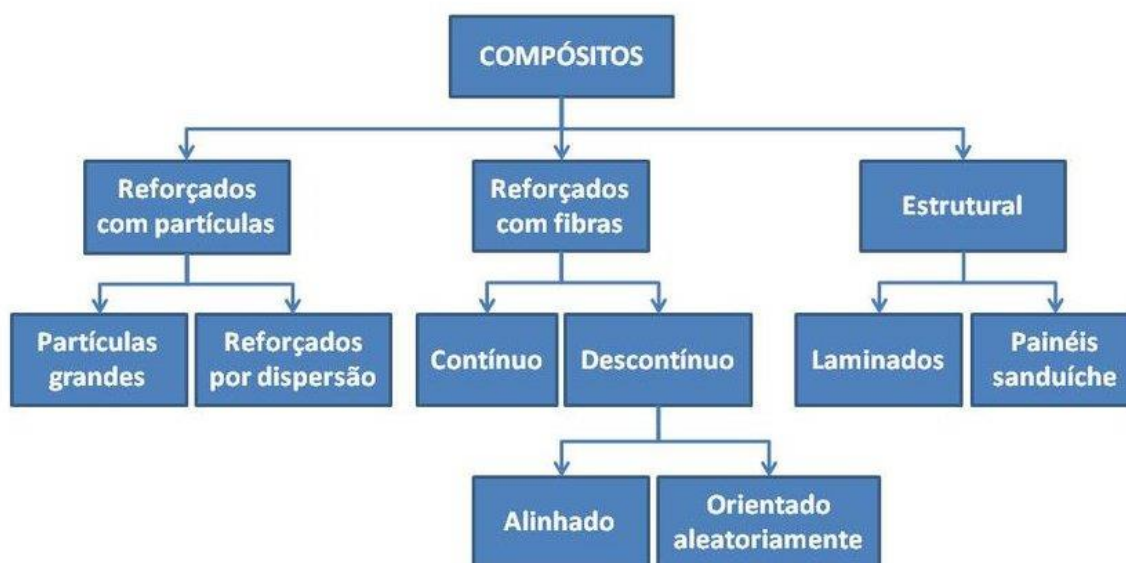 COMPÓSITOS
Reforçados
com partículas
Reforçados
com fibras
Estrutural
Partículas
grandes
Reforçados
por dispersão
Contínuo
Descontínuo
Laminados
Painéis
sanduíche
Alinhado
Orientado
aleatoriamente